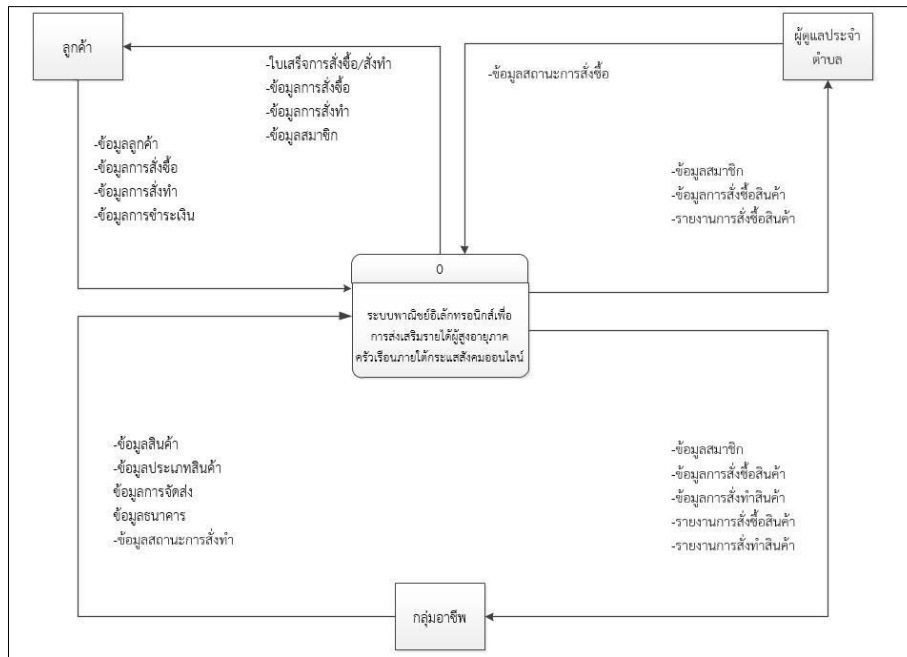 ลูกค้า
ผู้ดูแลประจำ
ตำบล
-ใบเสร็จการสั่งซื้อ/สั่งทำ
-ข้อมูลการสั่งซื้อ
-ข้อมูลการสั่งทำ
-ข้อมูลสมาชิก
-ข้อมูลสถานะการสั่งซื้อ
-ข้อมูลลูกค้า
-ข้อมูลการสั่งซื้อ
-ข้อมูลการสั่งทำ
-ข้อมูลการชำระเงิน
-ข้อมูลสมาชิก
-ข้อมูลการสั่งซื้อสินค้า
-รายงานการสั่งซื้อสินค้า
0
ระบบพาณิชย์อิเล้กทรอนิกส์เพื่อ
การส่งเสริมรายได้ผู้สูงอายุภาค
ครัวเรือนภายใต้กระแสสังคมออนไลน์
-ข้อมูลสินค้า
-ข้อมูลประเภทสินค้า
ข้อมูลการจัดส่ง
ข้อมูลธนาคาร
-ข้อมูลสถานะการสั่งทำ
-ข้อมูลสมาชิก
-ข้อมูลการสั่งซื้อสินค้า
-ข้อมูลการสั่งทำสินค้า
-รายงานการสั่งซื้อสินค้า
-รายงานการสั่งทำสินค้า
กลุ่มอาชีพ